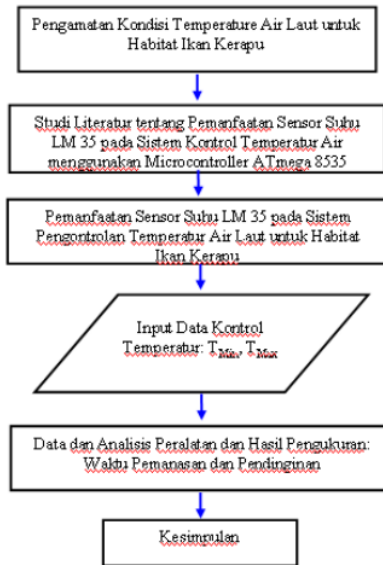 Pengamatan Kondisi Temperature Air Laut untuk
Habitat Ikan Kerapu
Studi Literatur tentang Pemanfaatan Sensor Suhu
LM 35 pada Sistem Kontrol Temperatur Air
menggunakan Microcontroller ATmega 8535
Pemanfaatan Sensor Suhu LM 35 pada Sistem
Pengontrolan Temperatur Air Laut untuk Habitat
Ikan Kerapu
Input Data Kontrol
Temperatur: TMin, TMax
Data dan Analisis Peralatan dan Hasil Pengukuran:
Waktu Pemanasan dan Pendinginan
Kesimpulan